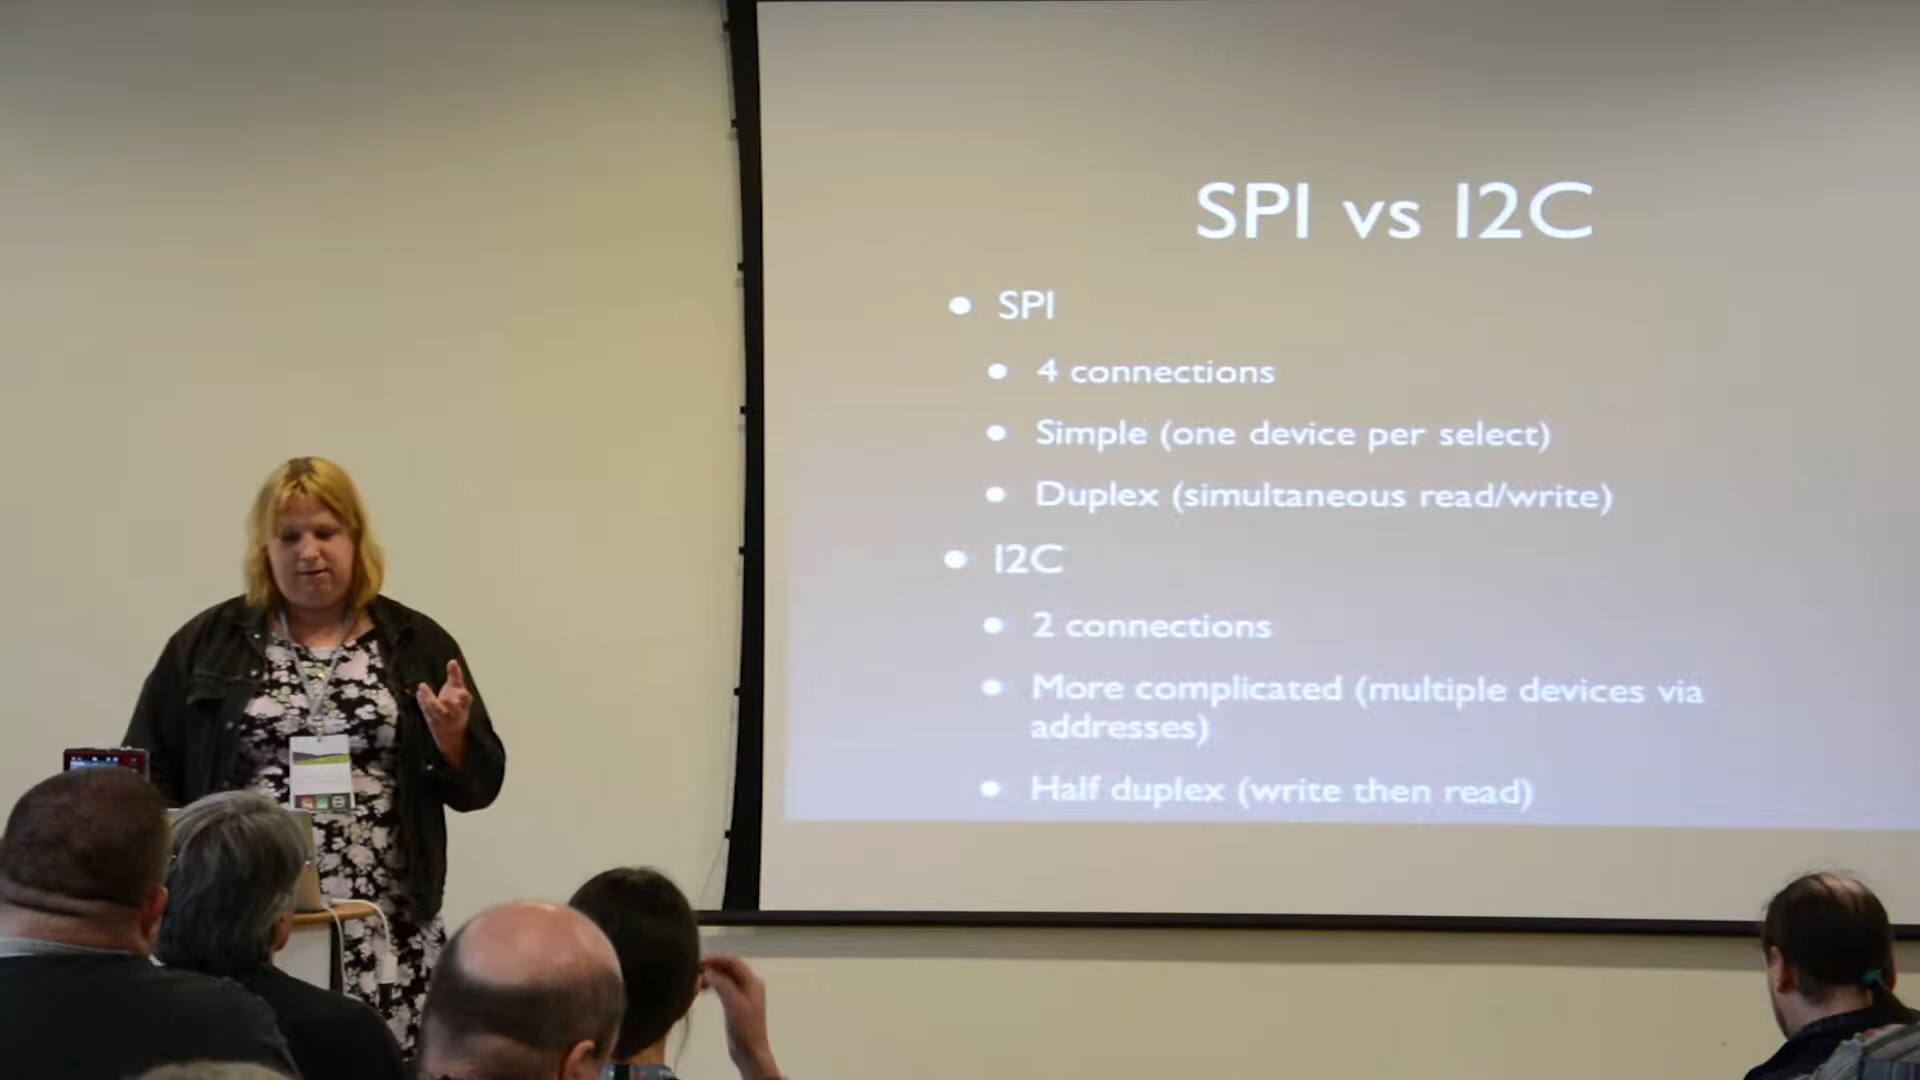 SPI vs I2C
SPI
4 connections
Simple (one device per select)
Duplex (simultaneous read/write)
I2C
2 connections
More complicated (multiple devices via
addresses)
Half duplex (write then read)